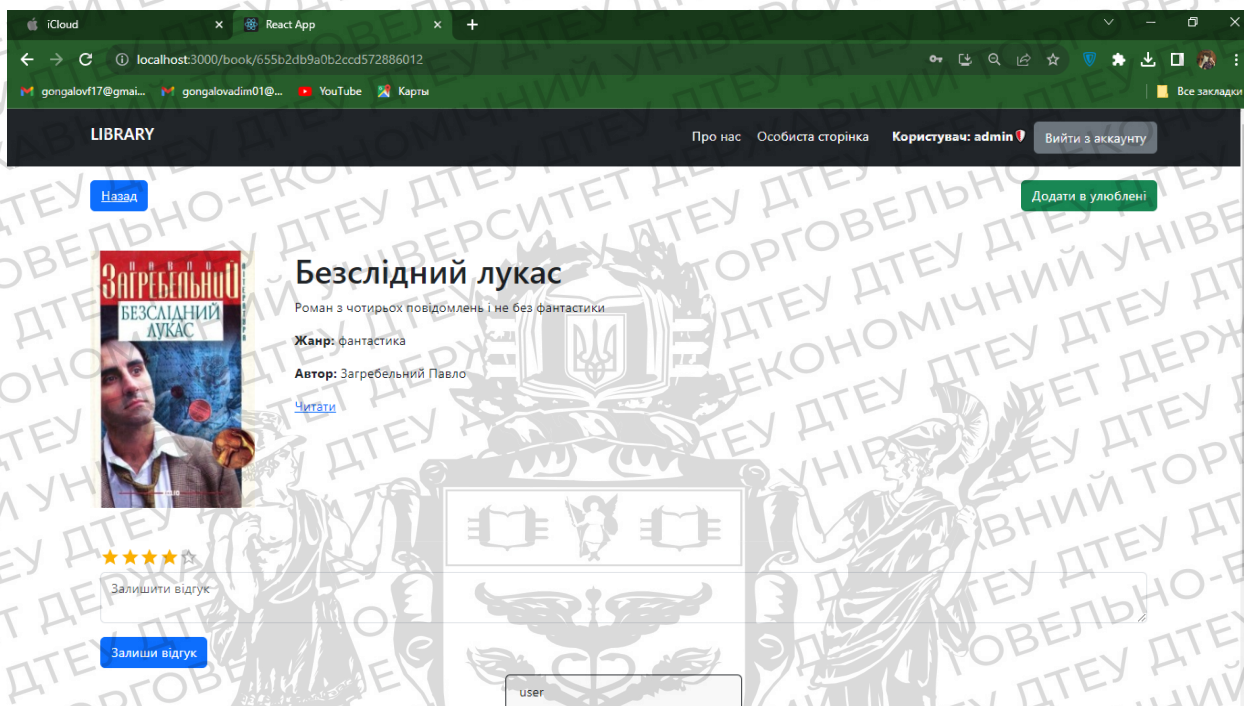 iCloud
React App
localhost:3000/book/655b2db9a0b2ccd572886012
gongalovf17@gmai...
gongalovadim01@...
YouTube
Карты
Все закладки
LIBRARY
Про нас
Особиста сторінка
Користувач: admin
Вийти з аккаунту
Назад
Додати в улюблені
ПАВЛО
ЗАГРЕБЕЛЬНИЙ
БЕЗСЛІДНИЙ
ЛУКАС
Безслідний лукас
Роман з чотирьох повідомлень і не без фантастики
Жанр: фантастика
Автор: Загребельний Павло
Читати
Залишити відгук
Залиши відгук
user